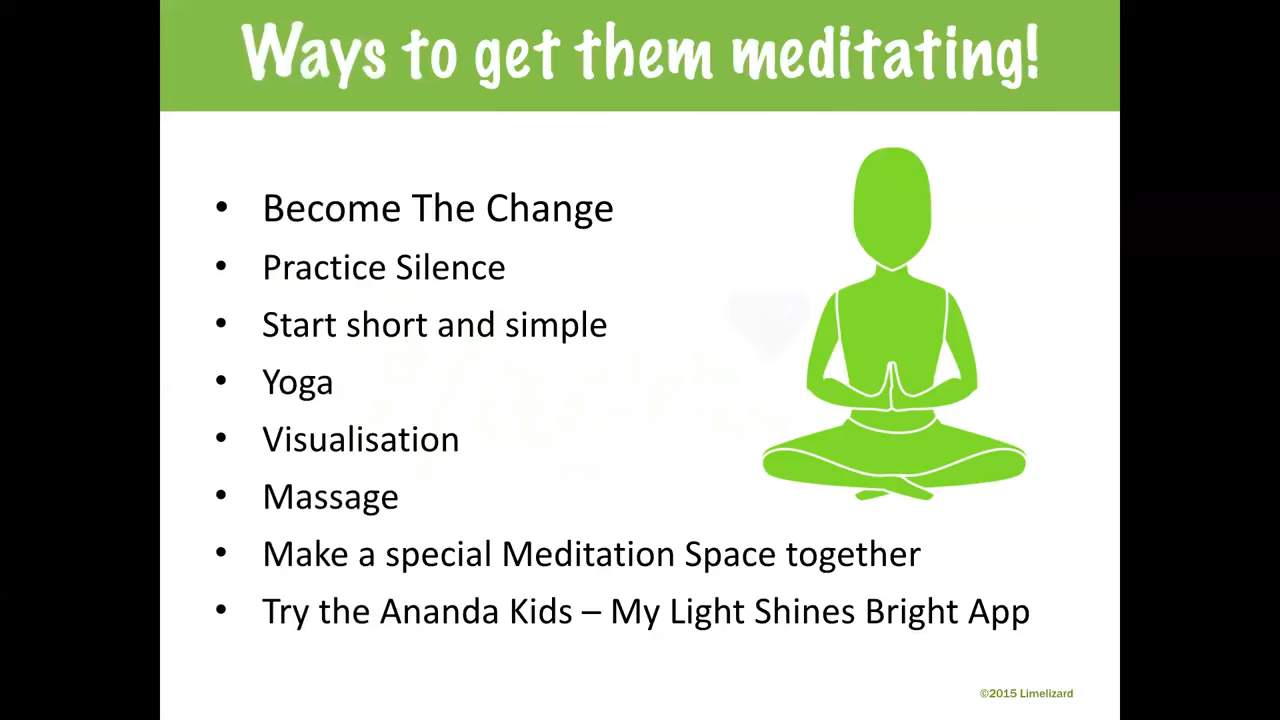 Ways to get them meditating!
• Become The Change
• Practice Silence
• Start short and simple
• Yoga
• Visualisation
• Massage
• Make a special Meditation Space together
• Try the Ananda Kids – My Light Shines Bright App
©2015 Limelizard